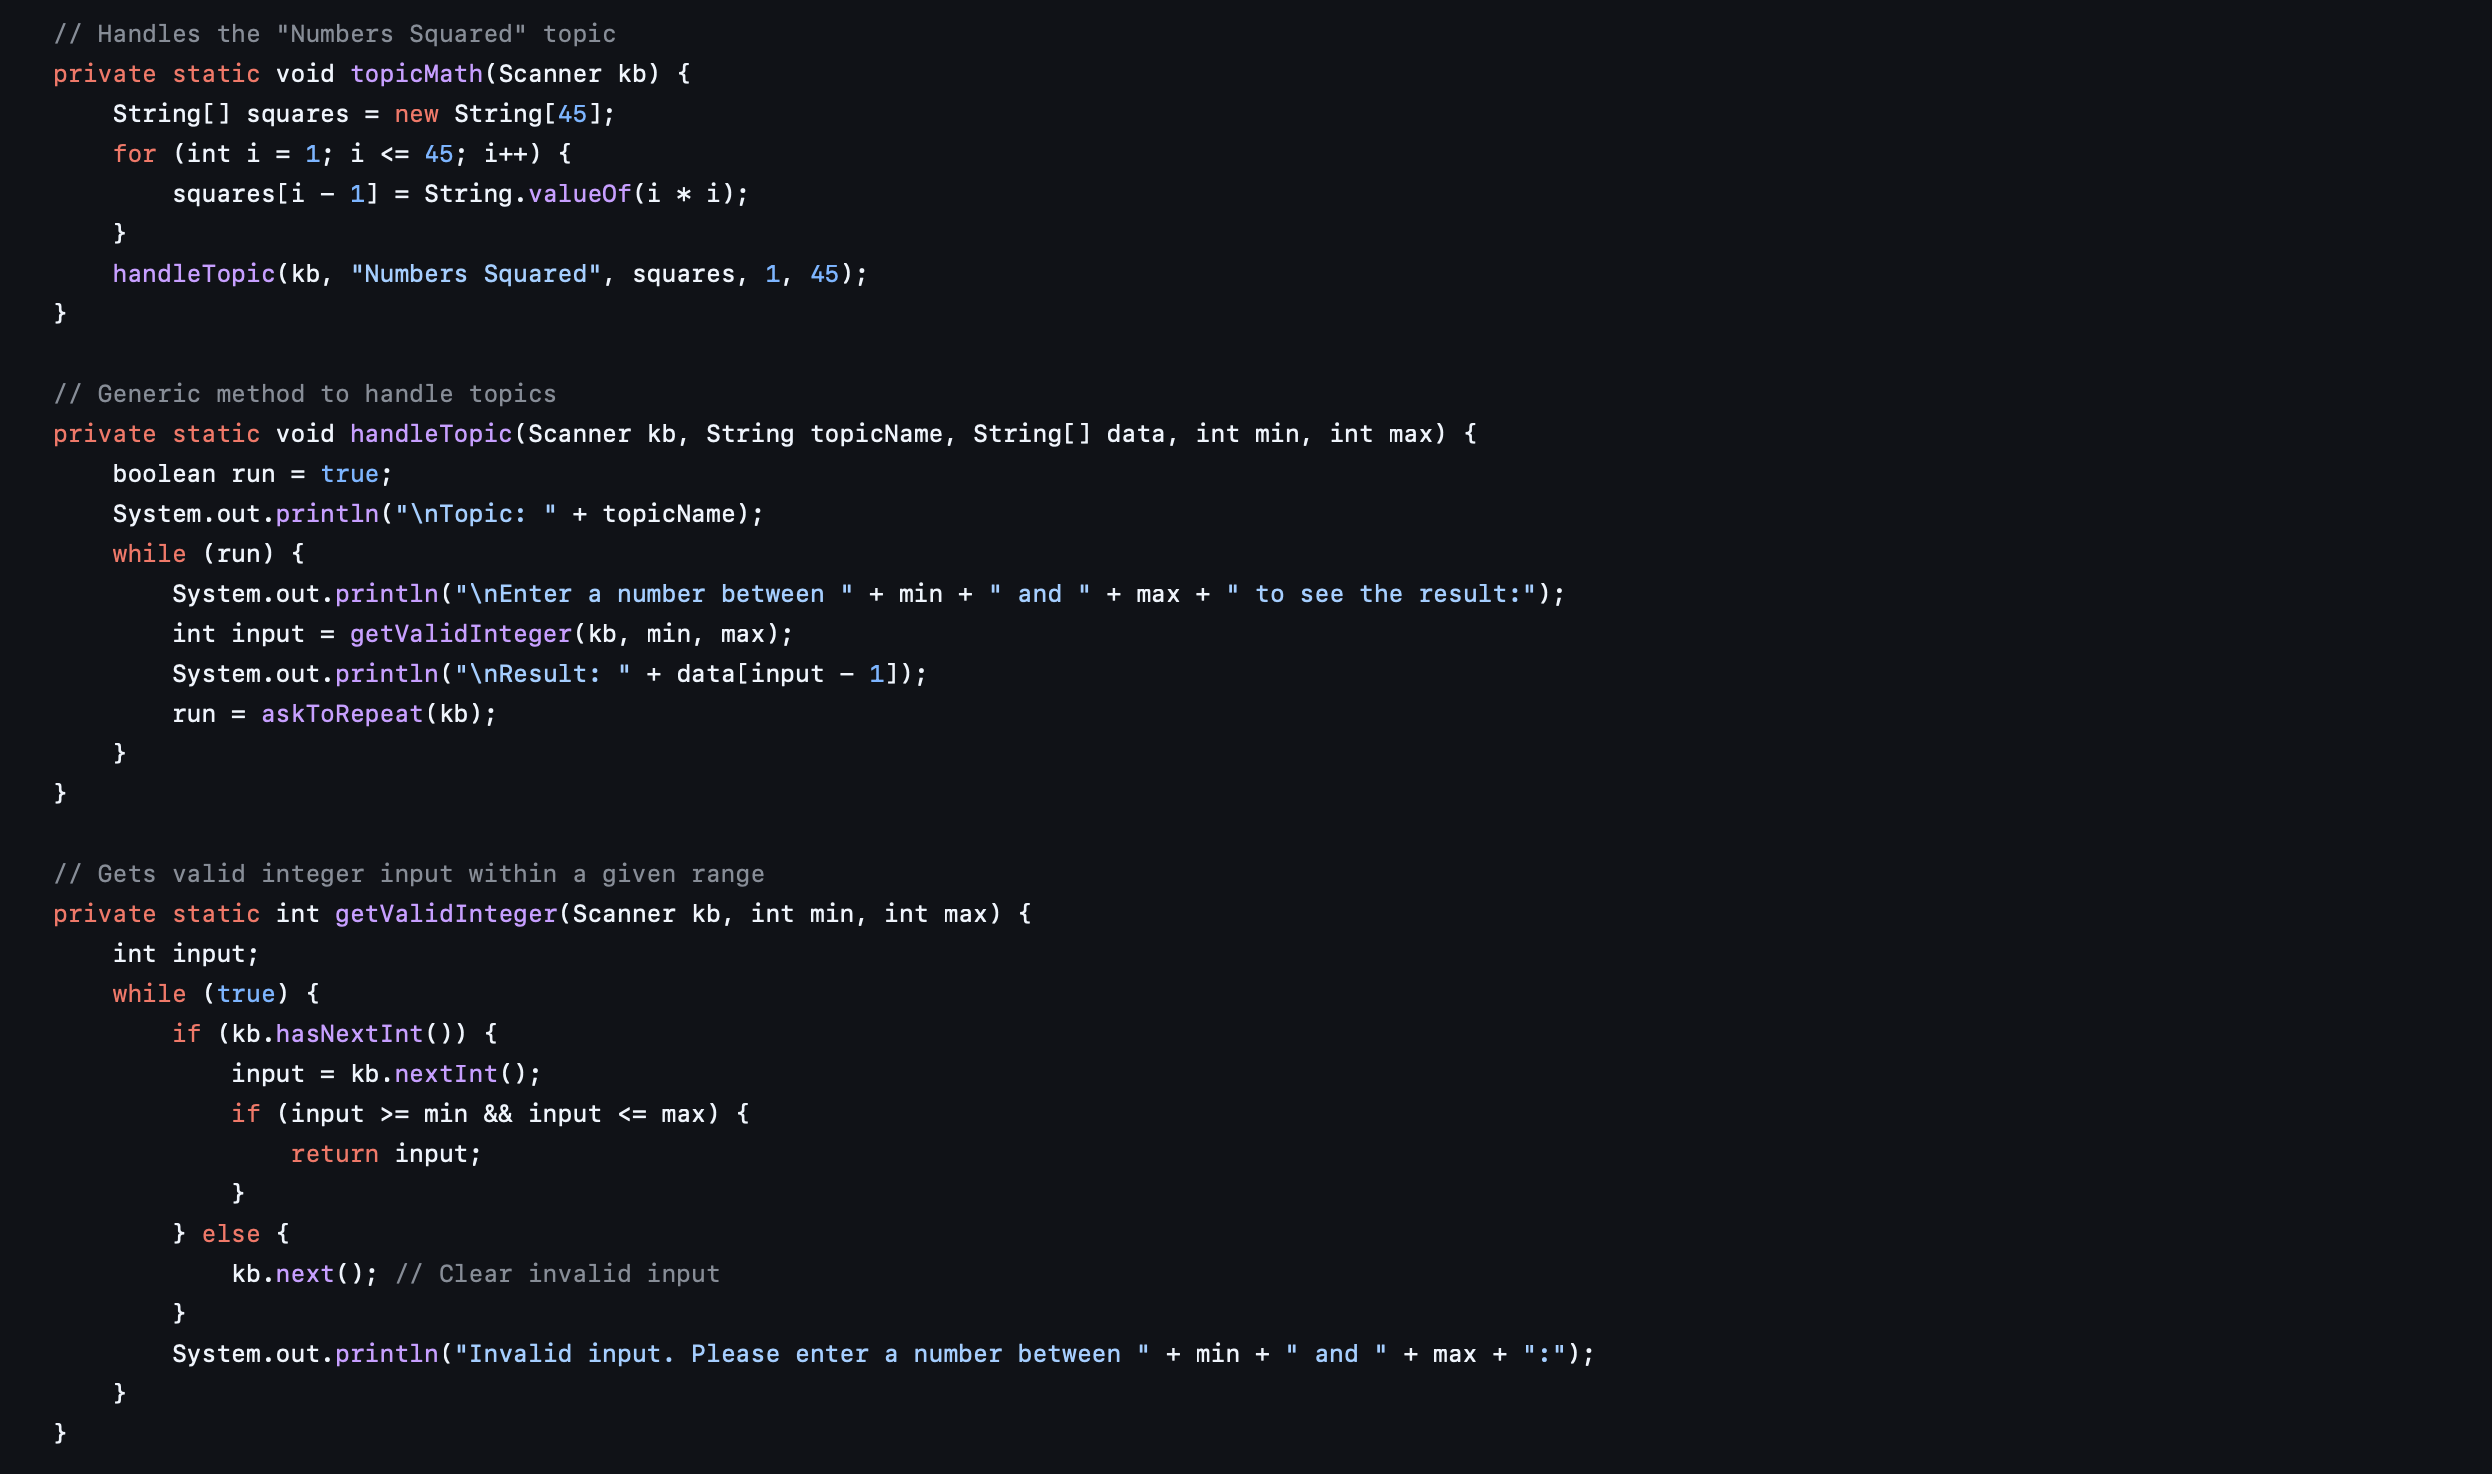 // Handles the "Numbers Squared" topic
private static void topicMath(Scanner kb) {
    String[] squares = new String[45];
    for (int i = 1; i <= 45; i++) {
        squares[i - 1] = String.valueOf(i * i);
    }
    handleTopic(kb, "Numbers Squared", squares, 1, 45);
}

// Generic method to handle topics
private static void handleTopic(Scanner kb, String topicName, String[] data, int min, int max) {
    boolean run = true;
    System.out.println("\nTopic: " + topicName);
    while (run) {
        System.out.println("\nEnter a number between " + min + " and " + max + " to see the result:");
        int input = getValidInteger(kb, min, max);
        System.out.println("\nResult: " + data[input - 1]);
        run = askToRepeat(kb);
    }
}

// Gets valid integer input within a given range
private static int getValidInteger(Scanner kb, int min, int max) {
    int input;
    while (true) {
        if (kb.hasNextInt()) {
            input = kb.nextInt();
            if (input >= min && input <= max) {
                return input;
            }
        } else {
            kb.next(); // Clear invalid input
        }
        System.out.println("Invalid input. Please enter a number between " + min + " and " + max + ":");
    }
}